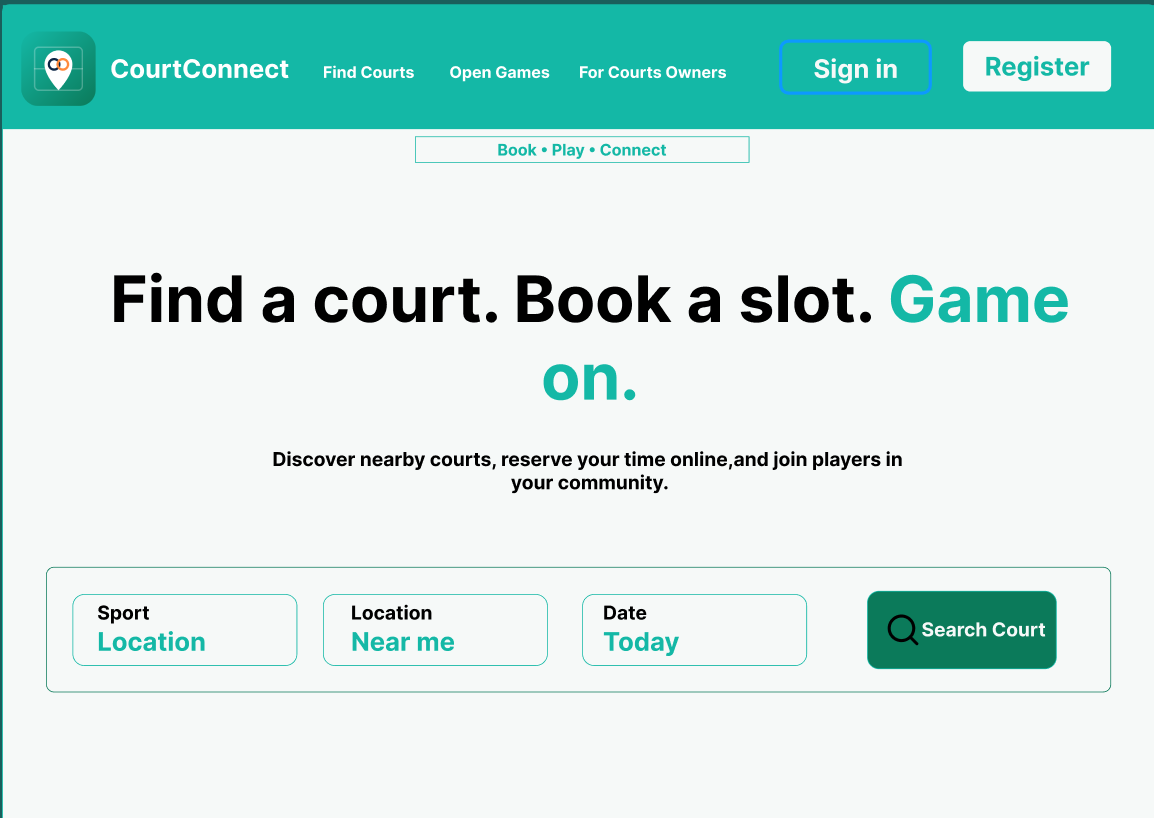 CourtConnect
Find Courts
Open Games
For Courts Owners
Sign in
Register
Book • Play • Connect
Find a court. Book a slot. Game
on.
Discover nearby courts, reserve your time online,and join players in
your community.
Sport
Location
Location
Near me
Date
Today
Search Court